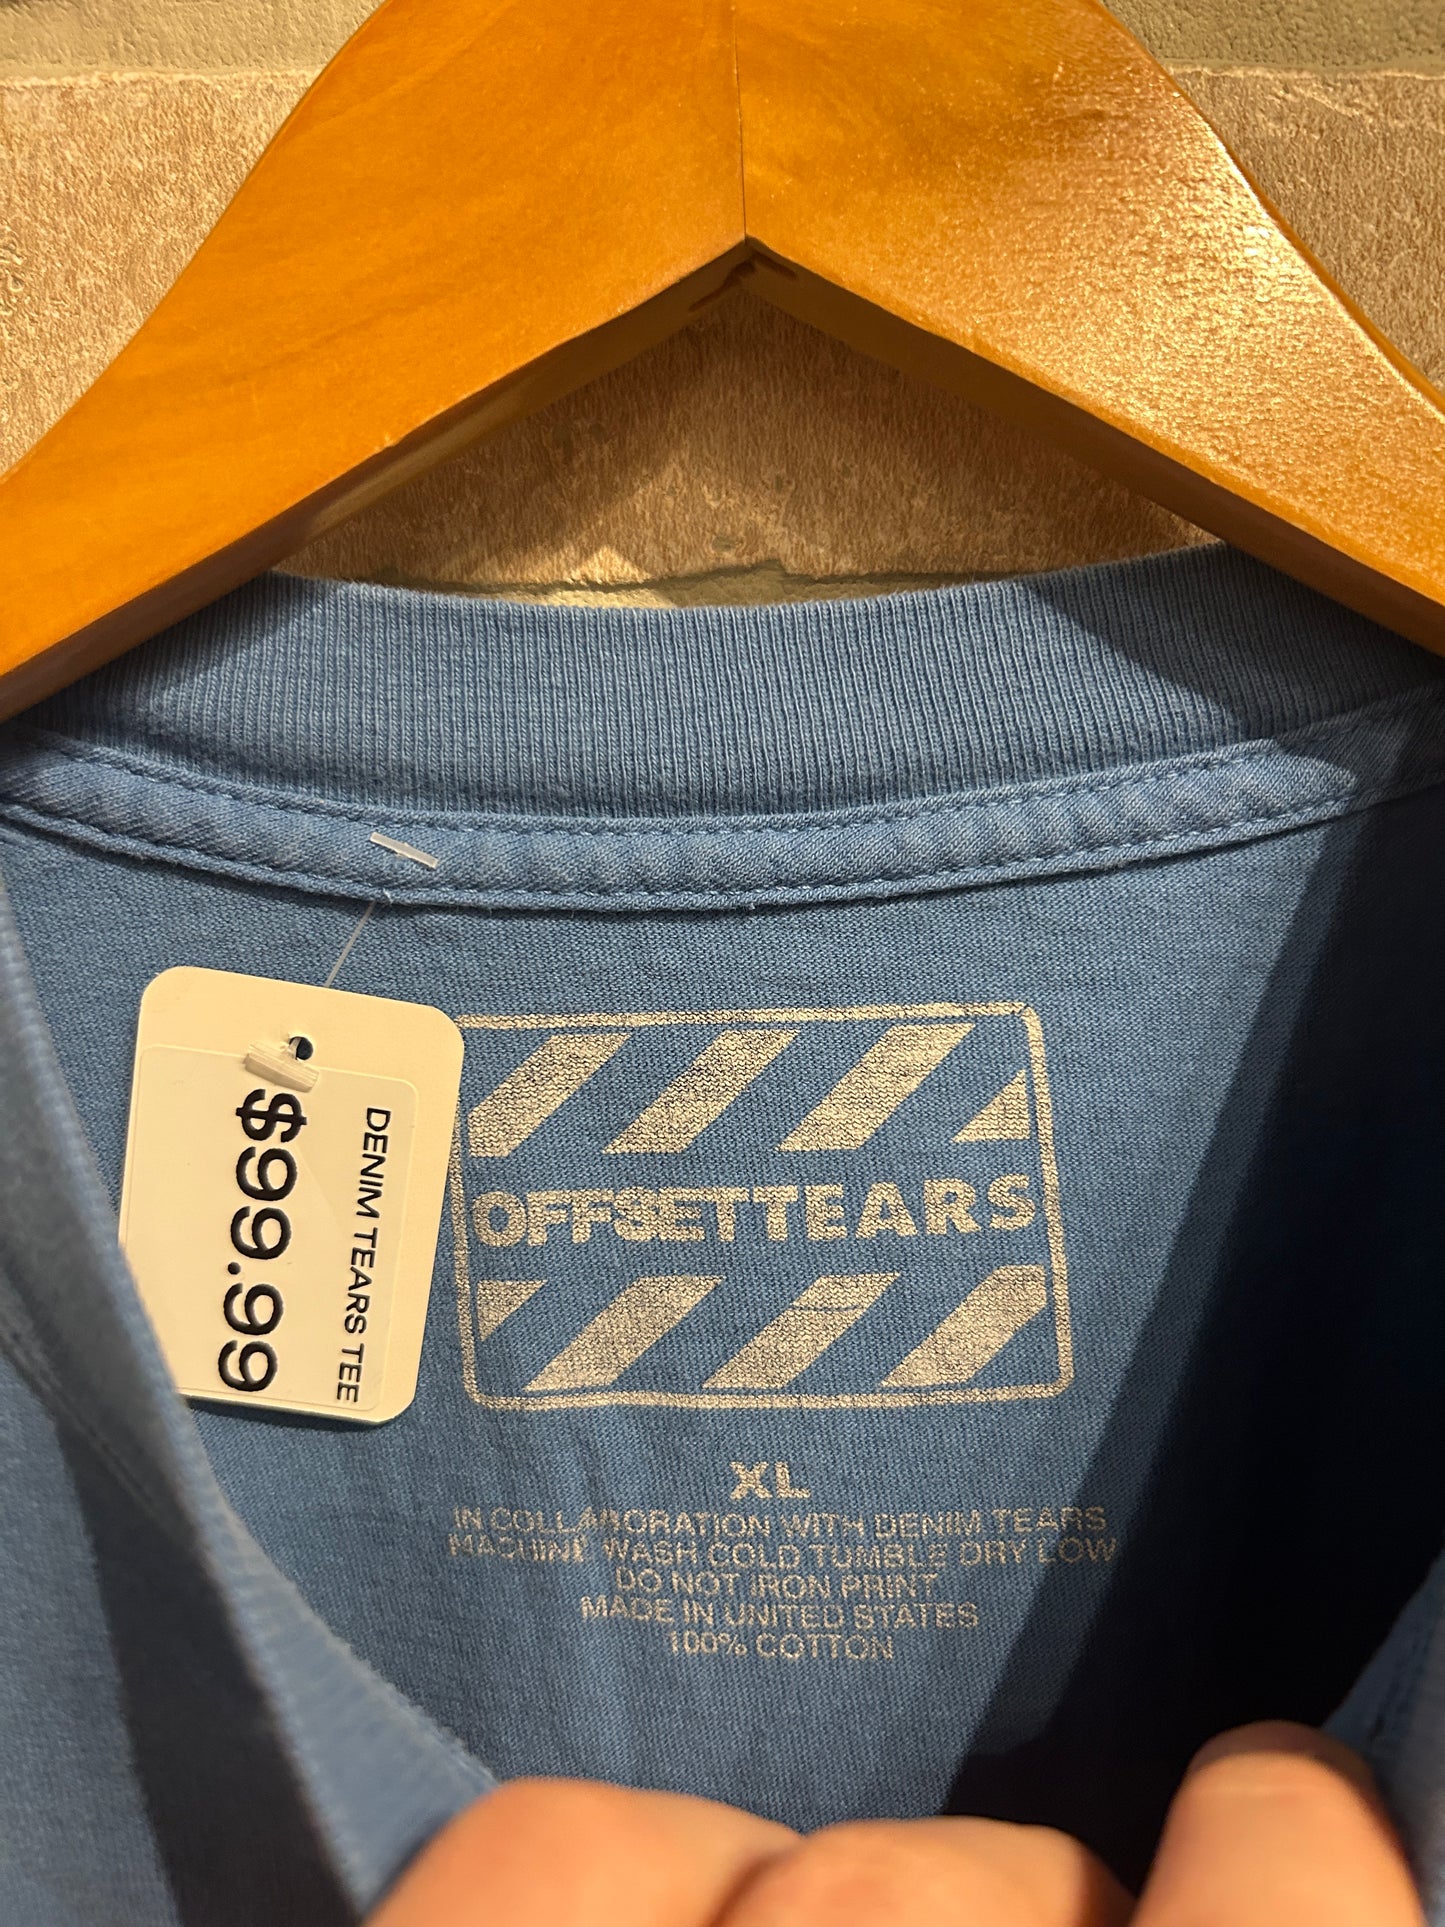 DENIM TEARS TEE
$99.99
OFFSETTEARS
XL
IN COLLABORATION WITH DENIM TEARS
MACHINE WASH COLD TUMBLE DRY LOW
DO NOT IRON PRINT
MADE IN UNITED STATES
100% COTTON